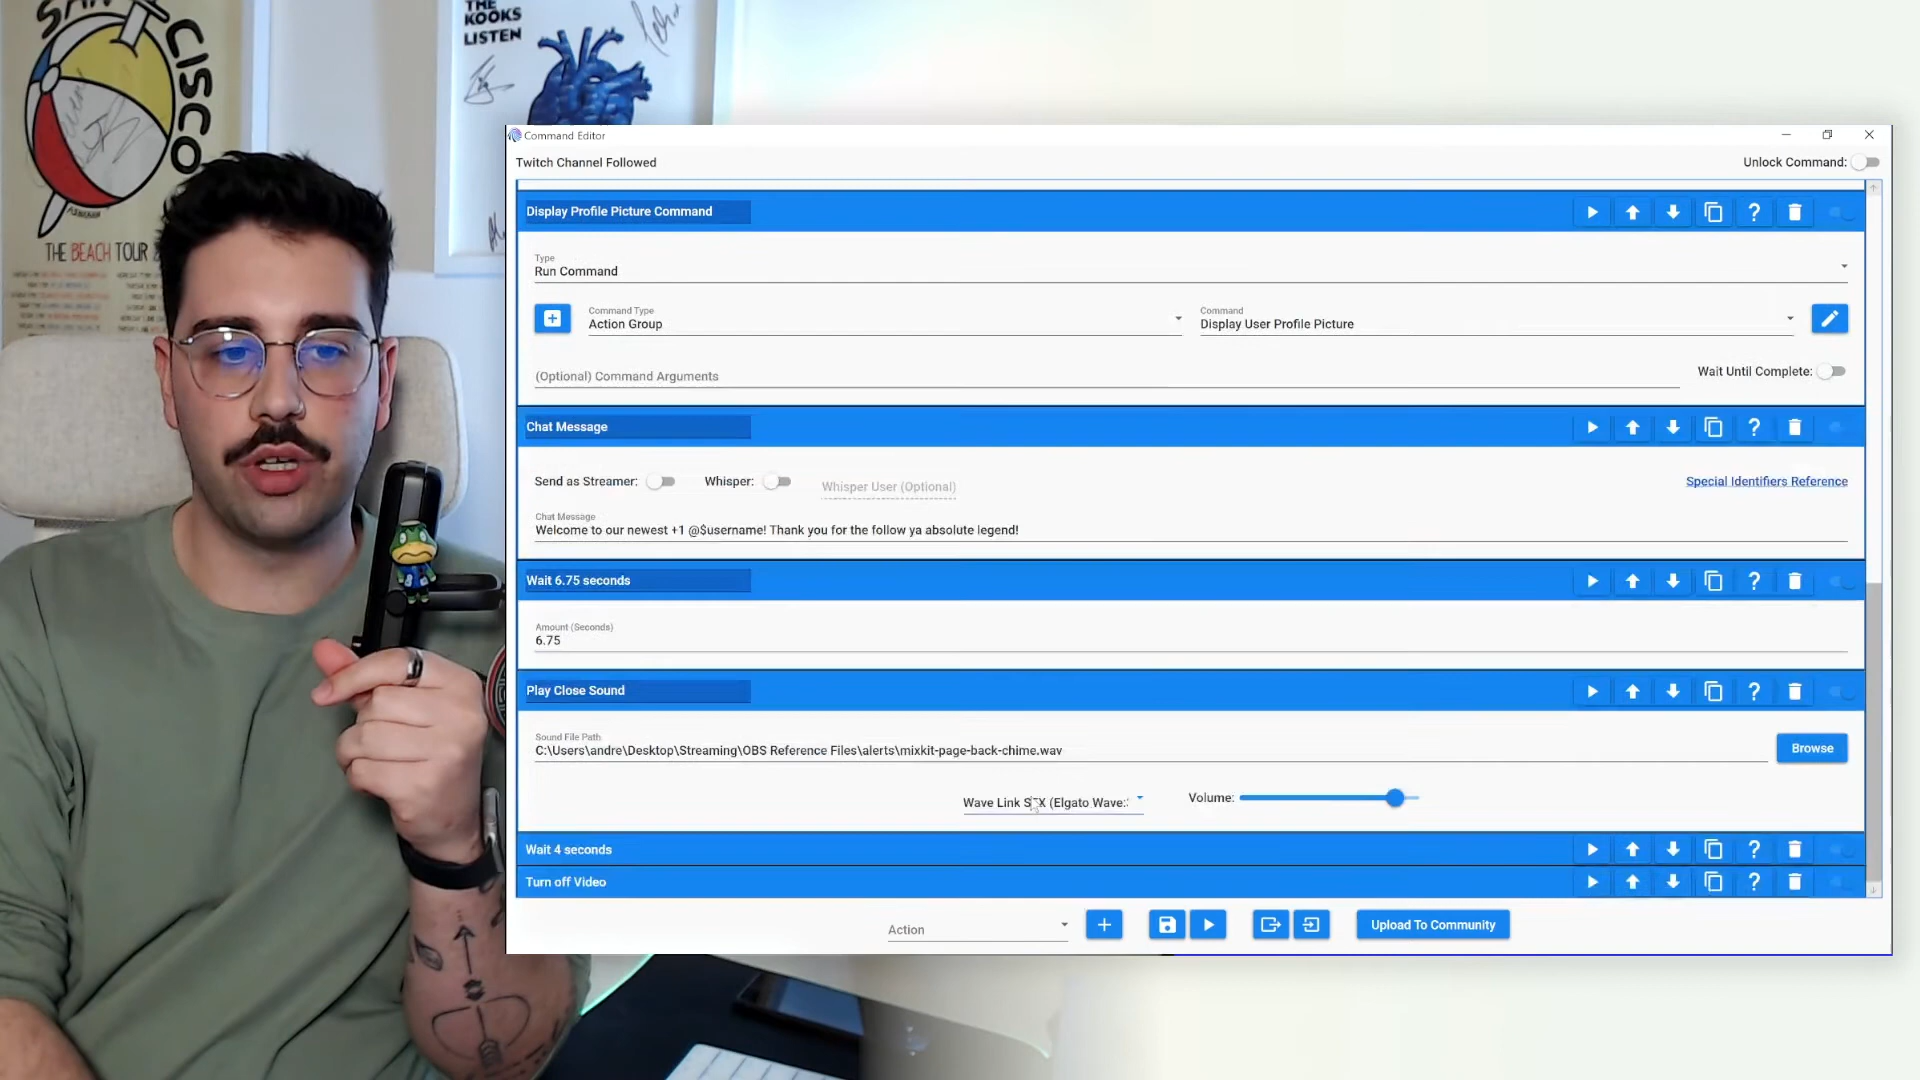 SAN
CISCO
THE BEACH TOUR
THE
KOOKS
LISTEN
Command Editor
Twitch Channel Followed
Unlock Command:
Display Profile Picture Command
Type
Run Command
Command Type
Action Group
Command
Display User Profile Picture
(Optional) Command Arguments
Wait Until Complete:
Chat Message
Send as Streamer:
Whisper:
Whisper User (Optional)
Special Identifiers Reference
Chat Message
Welcome to our newest +1 @$username! Thank you for the follow ya absolute legend!
Wait 6.75 seconds
Amount (Seconds)
6.75
Play Close Sound
Sound File Path
C:\Users\andre\Desktop\Streaming\OBS Reference Files\alerts\mixkit-page-back-chime.wav
Browse
Wave Link SFX (Elgato Wave:
Volume:
Wait 4 seconds
Turn off Video
Action
Upload To Community